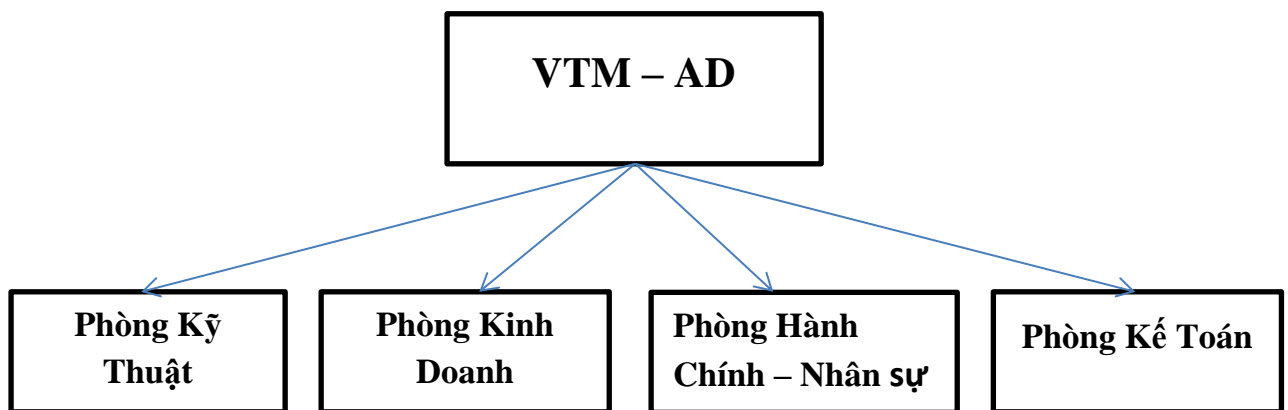 VTM – AD
Phòng Kỹ
Thuật
Phòng Kinh
Doanh
Phòng Hành
Chính – Nhân sự
Phòng Kế Toán